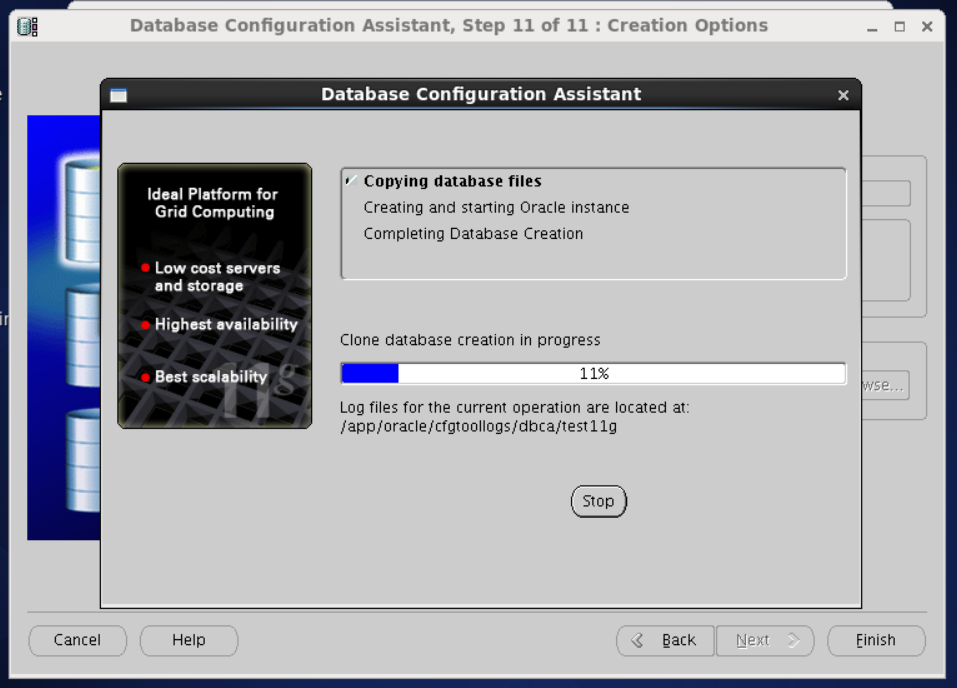 Database Configuration Assistant, Step 11 of 11 : Creation Options
Database Configuration Assistant
Ideal Platform for
Grid Computing
Low cost servers
and storage
Highest availability
Best scalability
11g
Copying database files
Creating and starting Oracle instance
Completing Database Creation
Clone database creation in progress
11%
Log files for the current operation are located at:
/app/oracle/cfgtoollogs/dbca/test11g
Stop
wse...
Cancel
Help
Back
Next
Finish